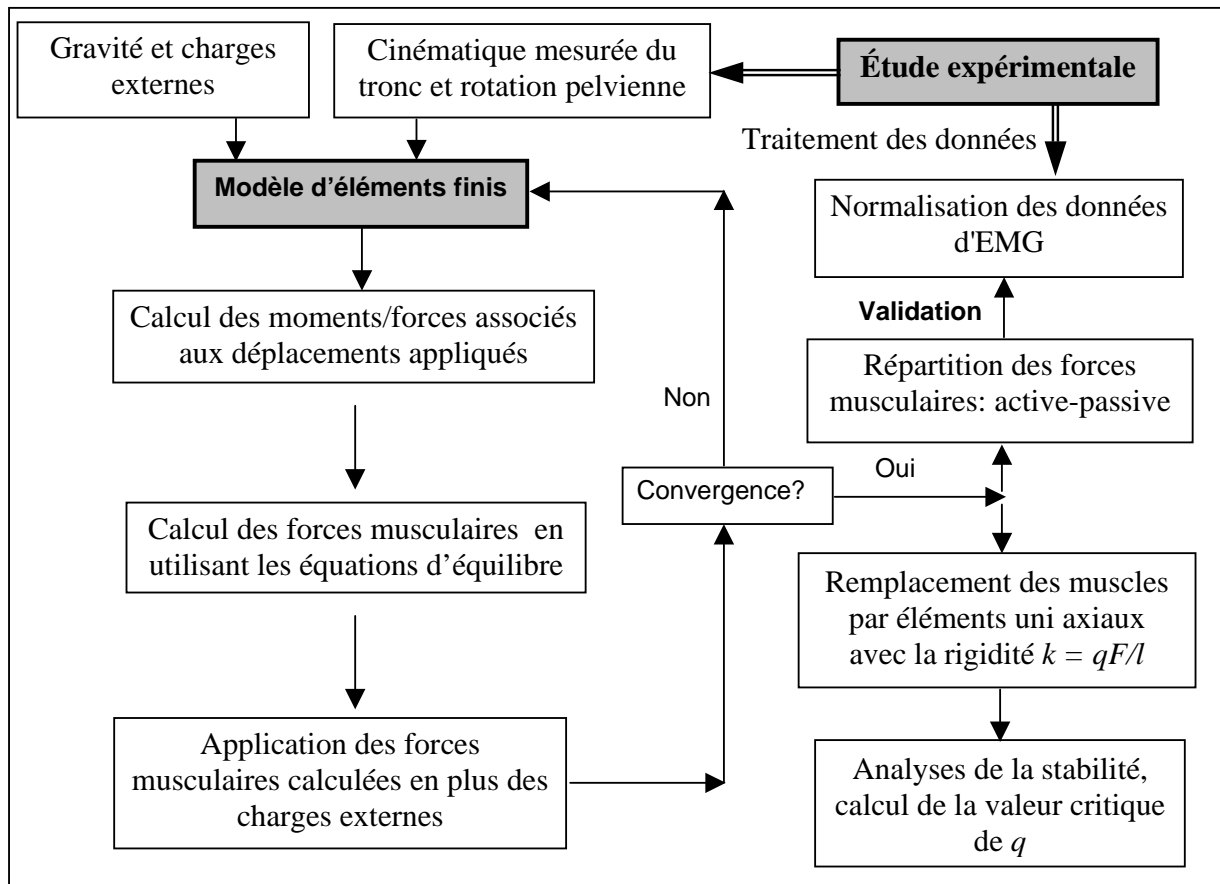 Gravité et charges
externes
Cinématique mesurée du
tronc et rotation pelvienne
Étude expérimentale
Traitement des données
Modèle d’éléments finis
Normalisation des données
d'EMG
Calcul des moments/forces associés
aux déplacements appliqués
Validation
Répartition des forces
musculaires: active-passive
Non
Oui
Convergence?
Calcul des forces musculaires en
utilisant les équations d’équilibre
Remplacement des muscles
par éléments uni axiaux
avec la rigidité k = qF/l
Application des forces
musculaires calculées en plus des
charges externes
Analyses de la stabilité,
calcul de la valeur critique
de q